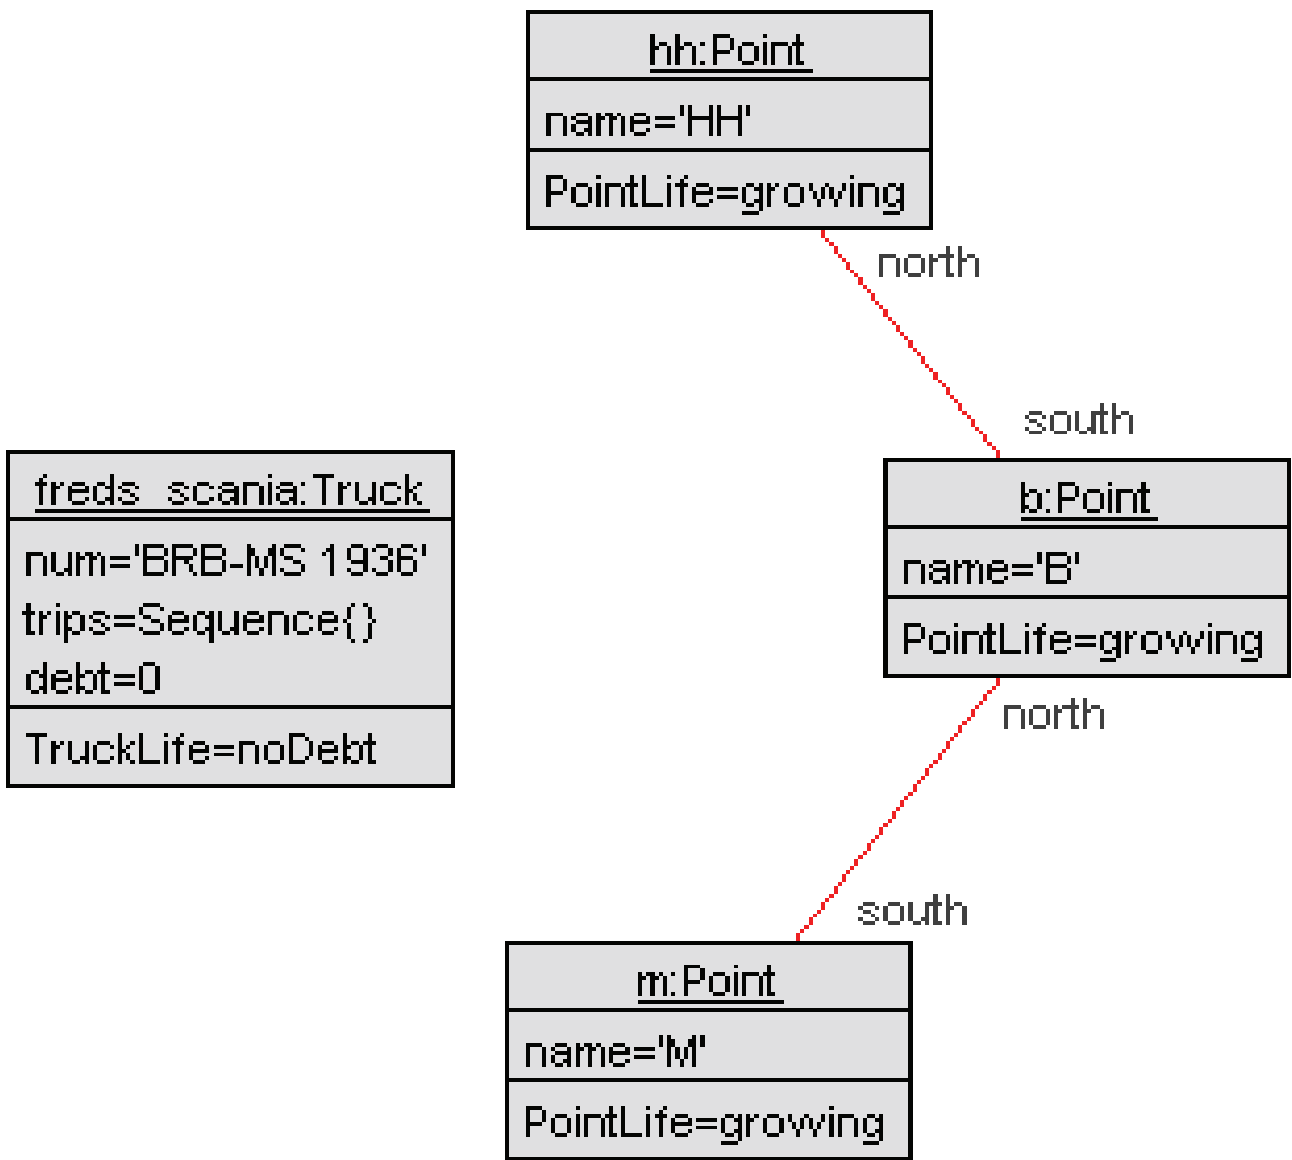 hh:Point
name='HH'
PointLife=growing
north
south
freds_scania:Truck
num='BRB-MS 1936'
trips=Sequence{}
debt=0
TruckLife=noDebt
b:Point
name='B'
PointLife=growing
north
south
m:Point
name='M'
PointLife=growing